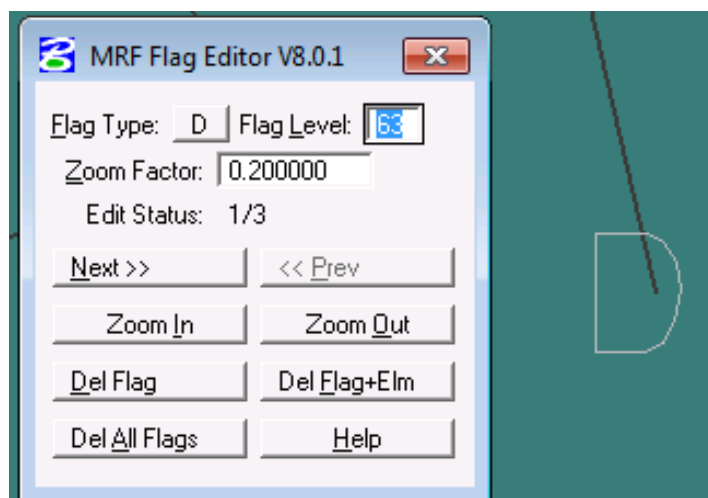 MRF Flag Editor V8.0.1
Flag Type: D Flag Level: 63
Zoom Factor: 0.200000
Edit Status: 1/3
Next >> << Prev
Zoom In Zoom Out
Del Flag Del Flag+Elm
Del All Flags Help
D